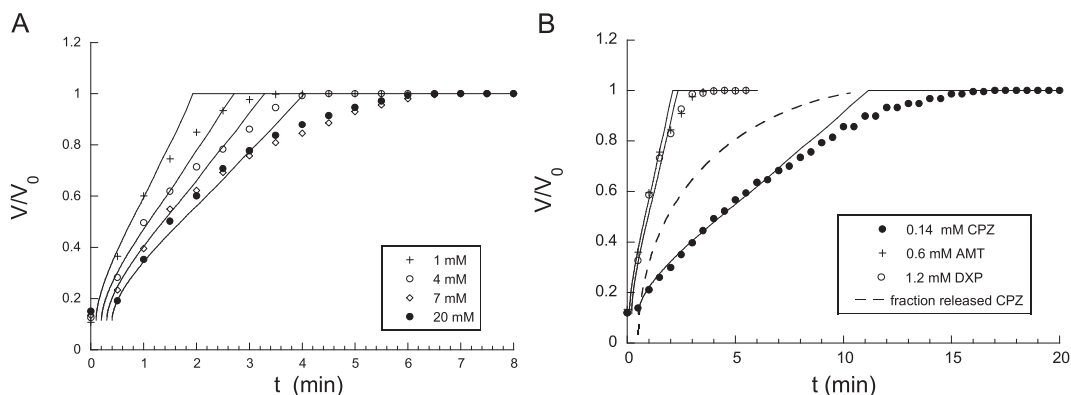 A
V/V0
1.2
1
0.8
0.6
0.4
0.2
0
0 1 2 3 4 5 6 7 8
t (min)
1 mM
4 mM
7 mM
20 mM
B
V/V0
1.2
1
0.8
0.6
0.4
0.2
0
0 5 10 15 20
t (min)
0.14 mM CPZ
0.6 mM AMT
1.2 mM DXP
fraction released CPZ